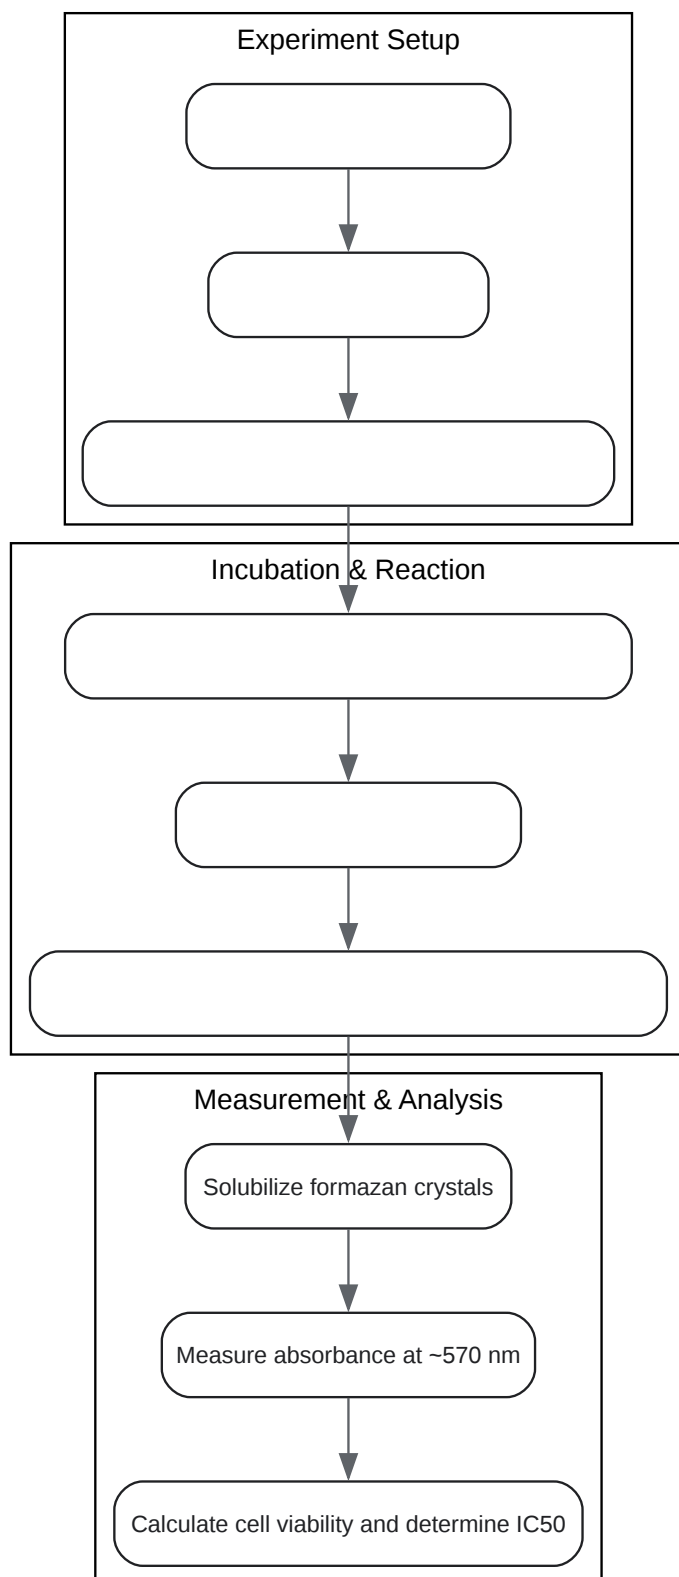 Experiment Setup
Incubation & Reaction
Measurement & Analysis
Solubilize formazan crystals
Measure absorbance at ~570 nm
Calculate cell viability and determine IC50